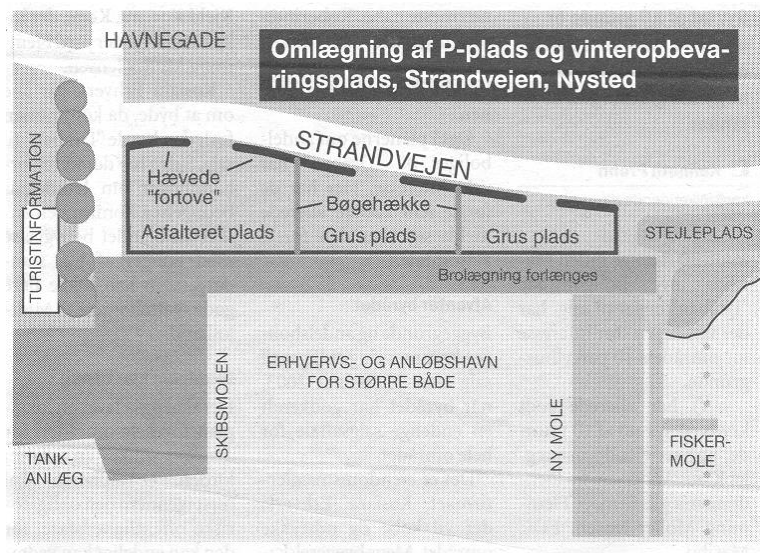 HAVNEGADE
Omlægning af P-plads og vinteropbeva-
ringsplads, Strandvejen, Nysted
STRANDVEJEN
TURISTINFORMATION
Hævede
"fortove"
Bøgehække
Asfalteret plads
Grus plads
Grus plads
STEJLEPLADS
Brolægning forlænges
SKIBSMOLEN
ERHVERVS- OG ANLØBSHAVN
FOR STØRRE BÅDE
NY MOLE
FISKER-
MOLE
TANK-
ANLÆG